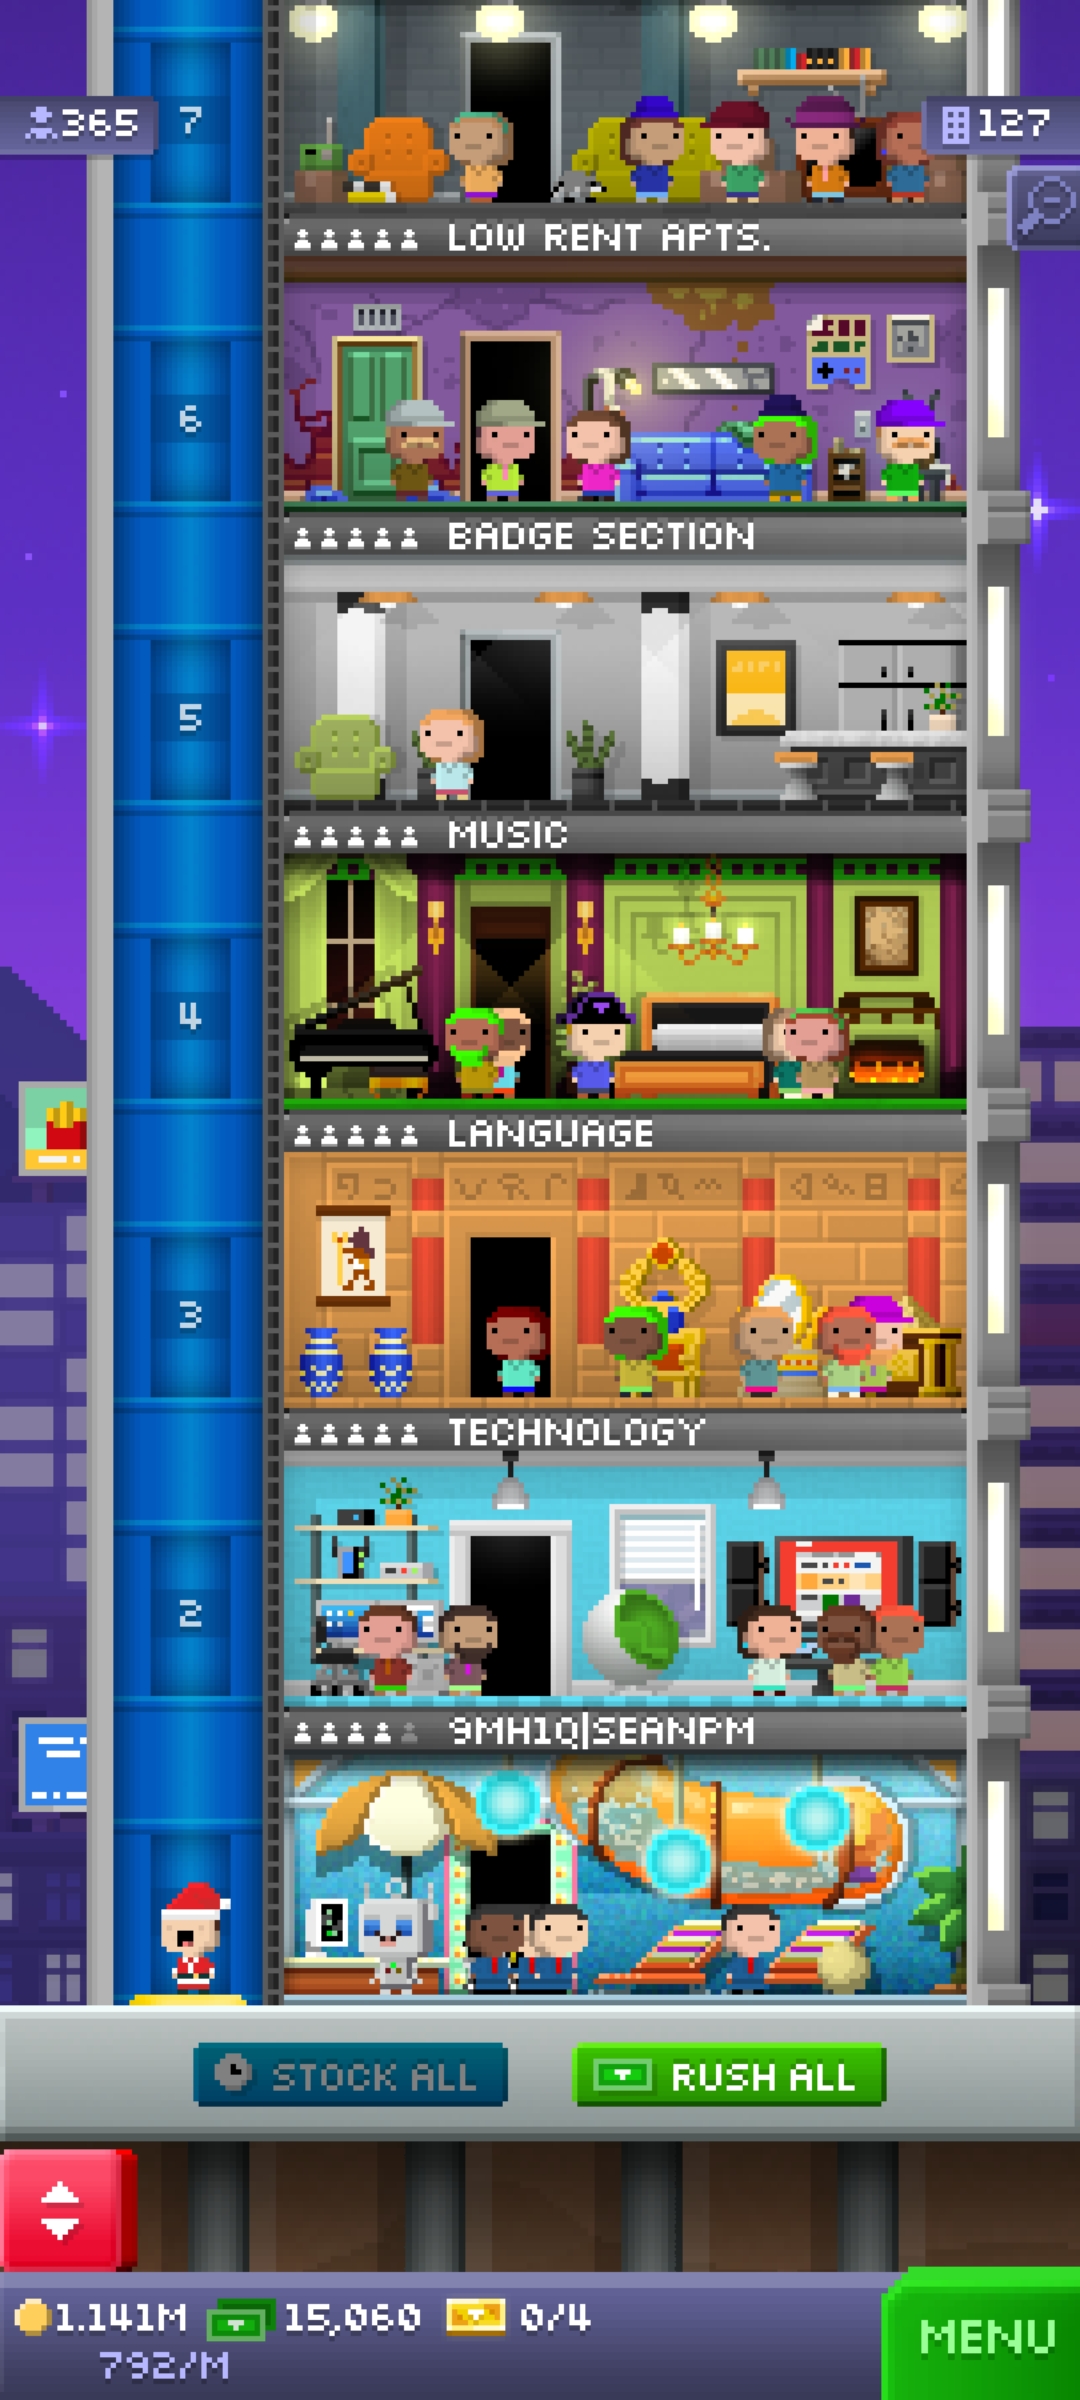 365
7
127
LOW RENT APTS.
6
BADGE SECTION
5
MUSIC
4
LANGUAGE
3
TECHNOLOGY
2
9MH1Q|SEANPM
STOCK ALL
RUSH ALL
1.141M
15,060
0/4
792/M
MENU